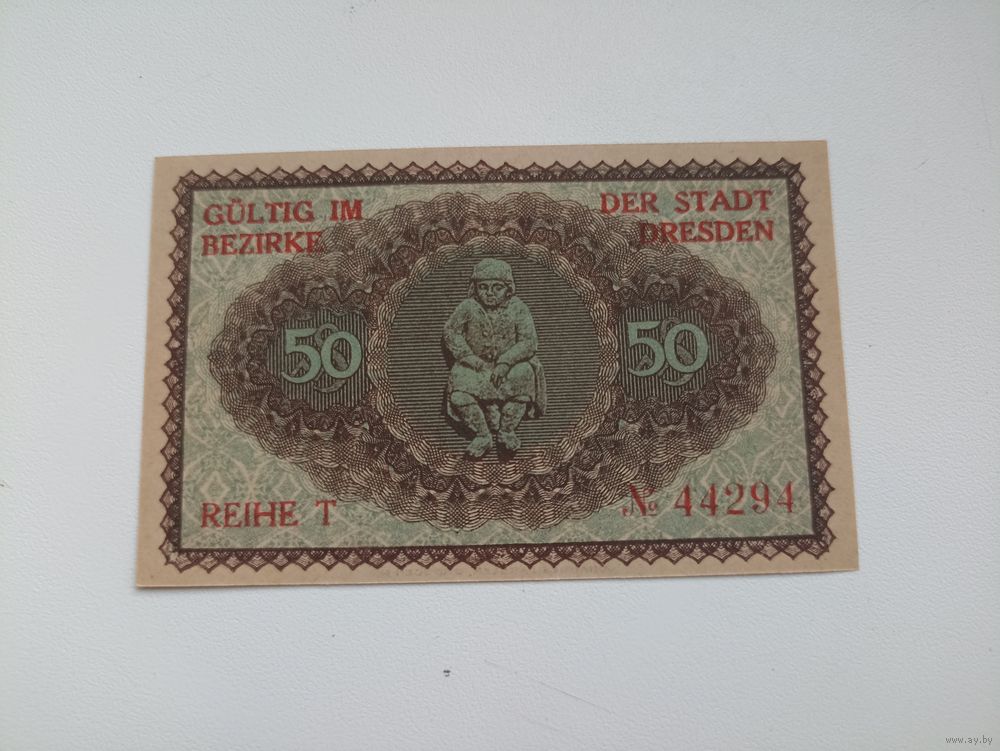 GÜLTIG IM
BEZIRKE
DER STADT
DRESDEN
50
50
REIHE T
№ 44294
www.ay.by